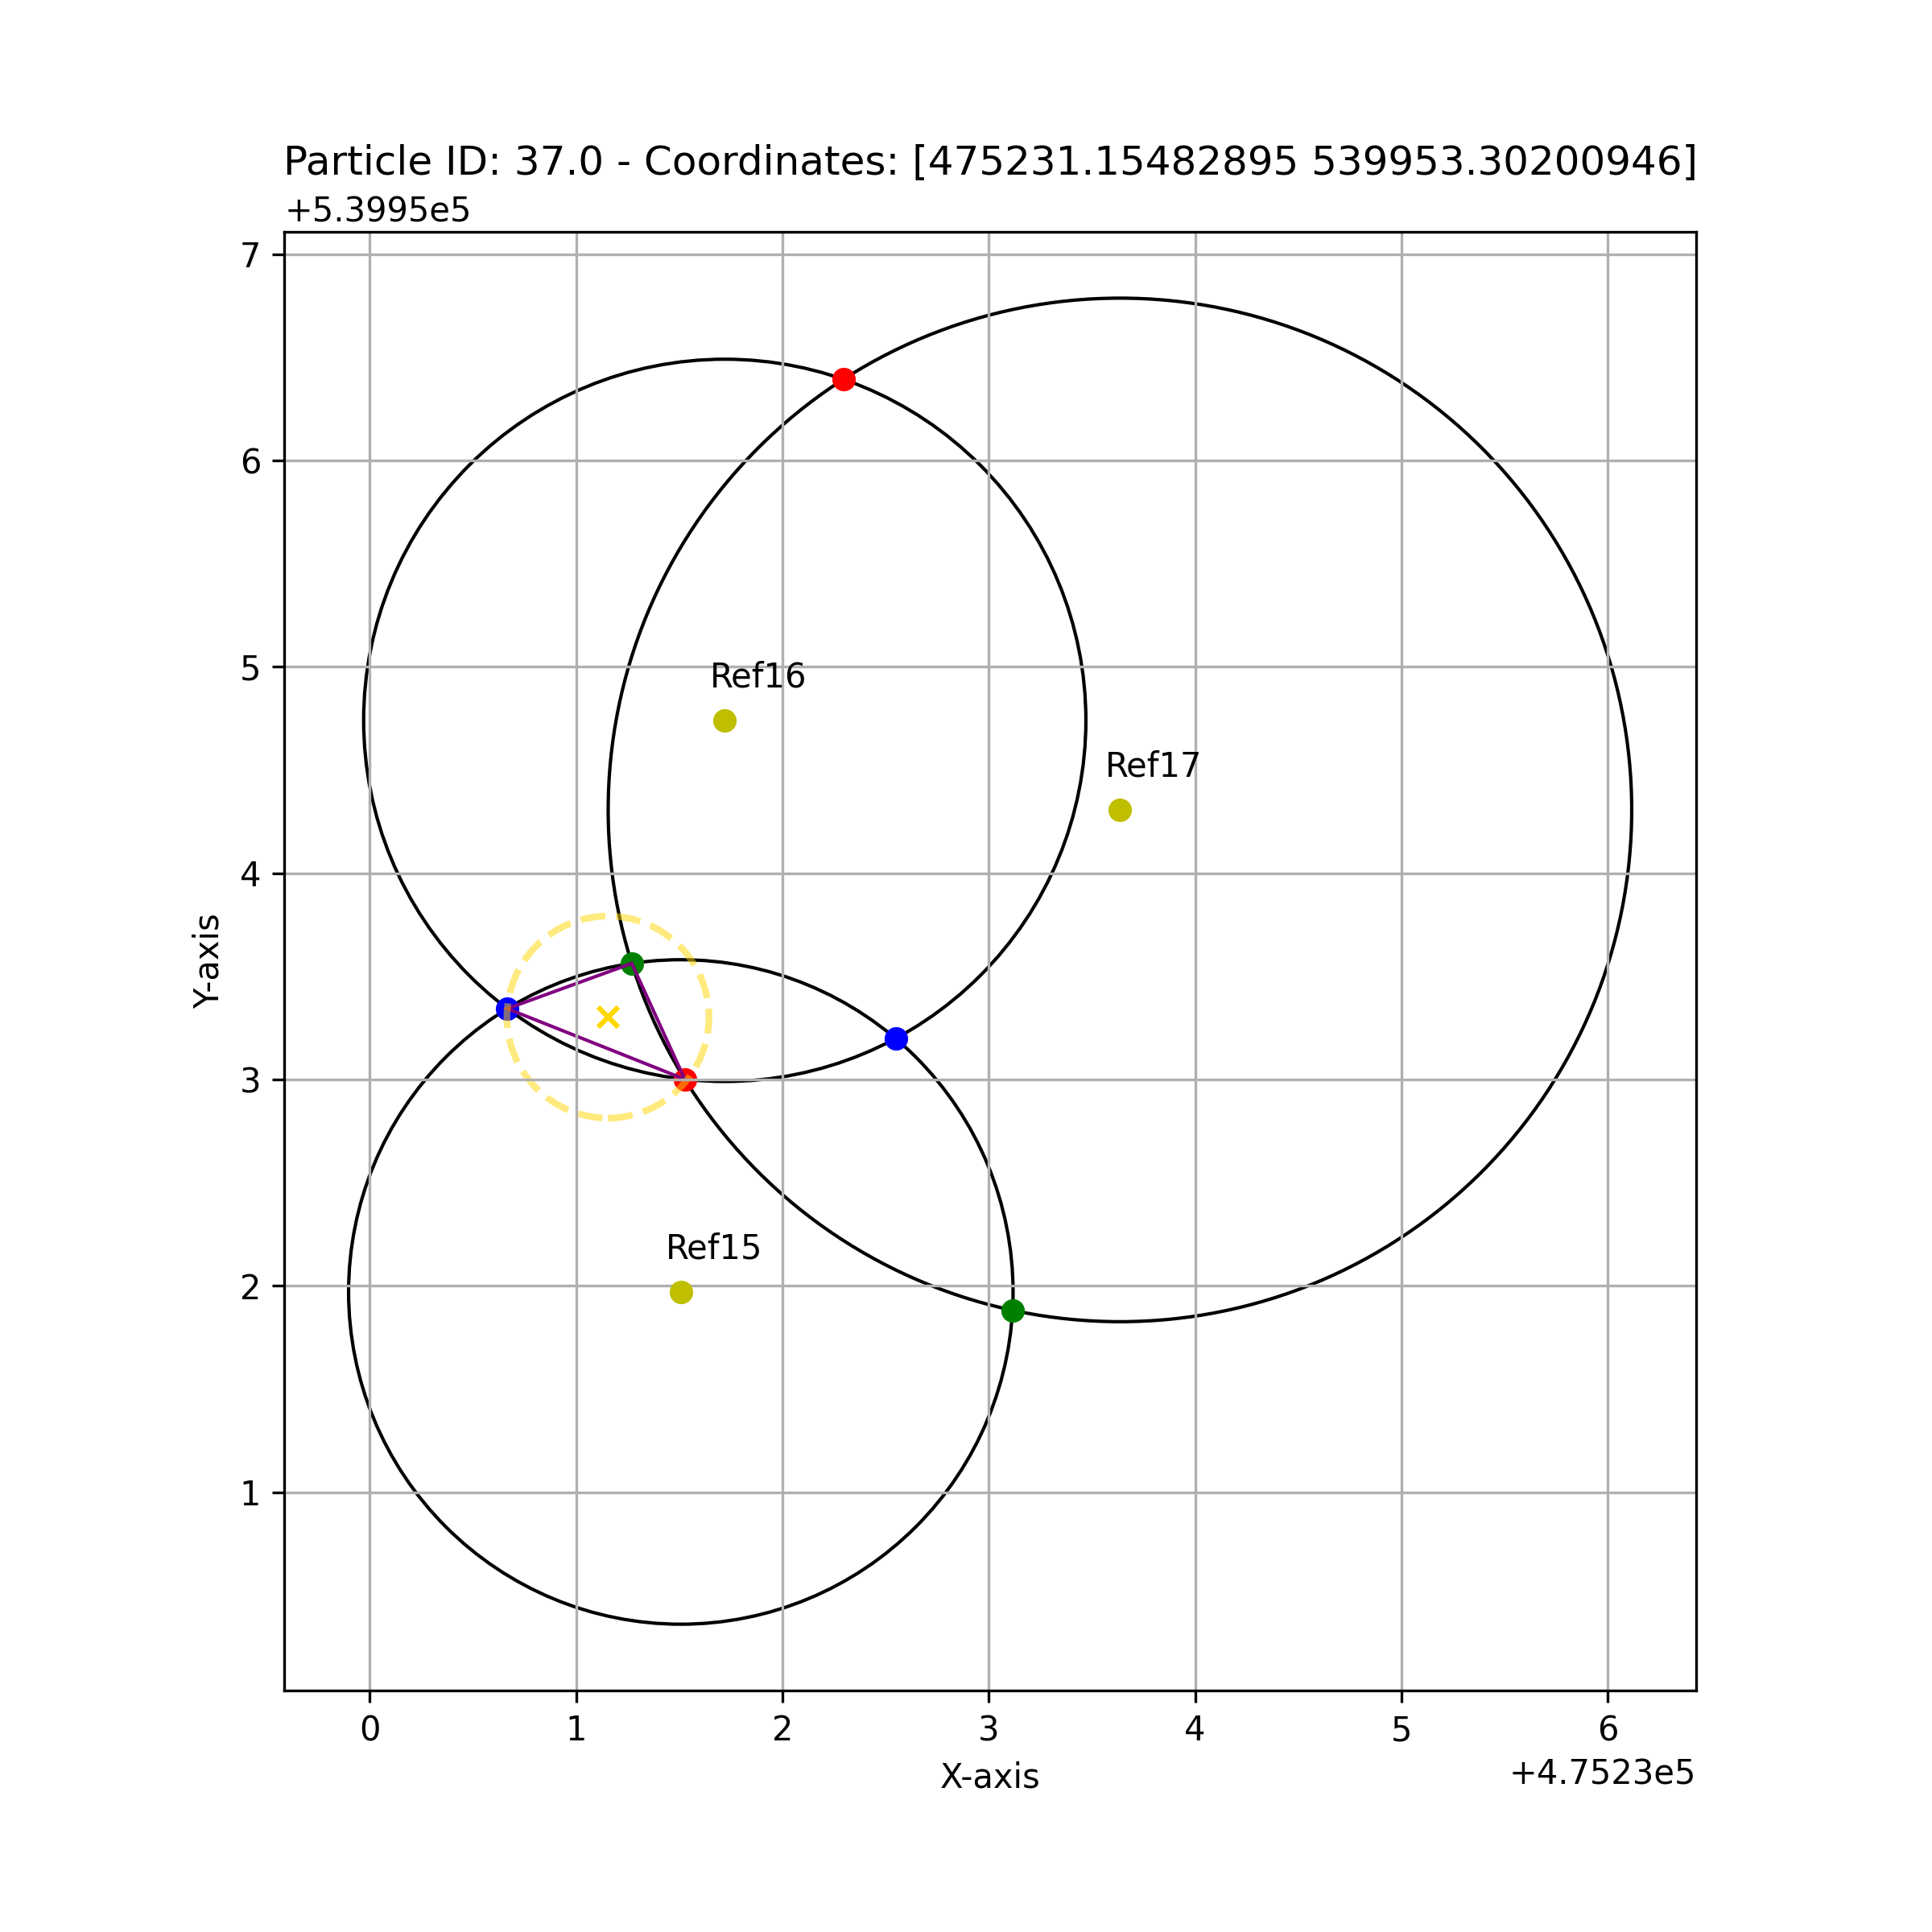 Particle ID: 37.0 - Coordinates: [475231.15482895 539953.30200946]
+5.3995e5
7
6
5
Ref16
Ref17
4
Y-axis
3
Ref15
2
1
0 1 2 3 4 5 6
X-axis
+4.7523e5